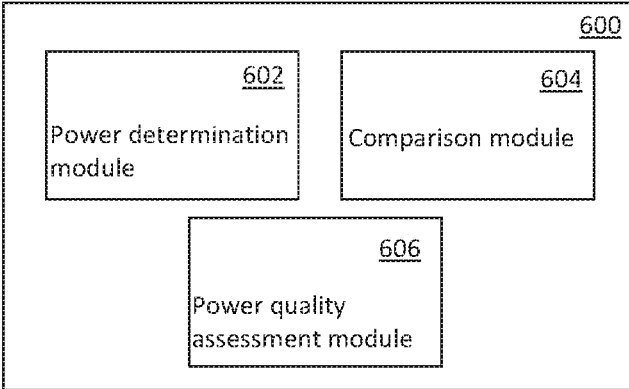 600
602
Power determination
module
604
Comparison module
606
Power quality
assessment module